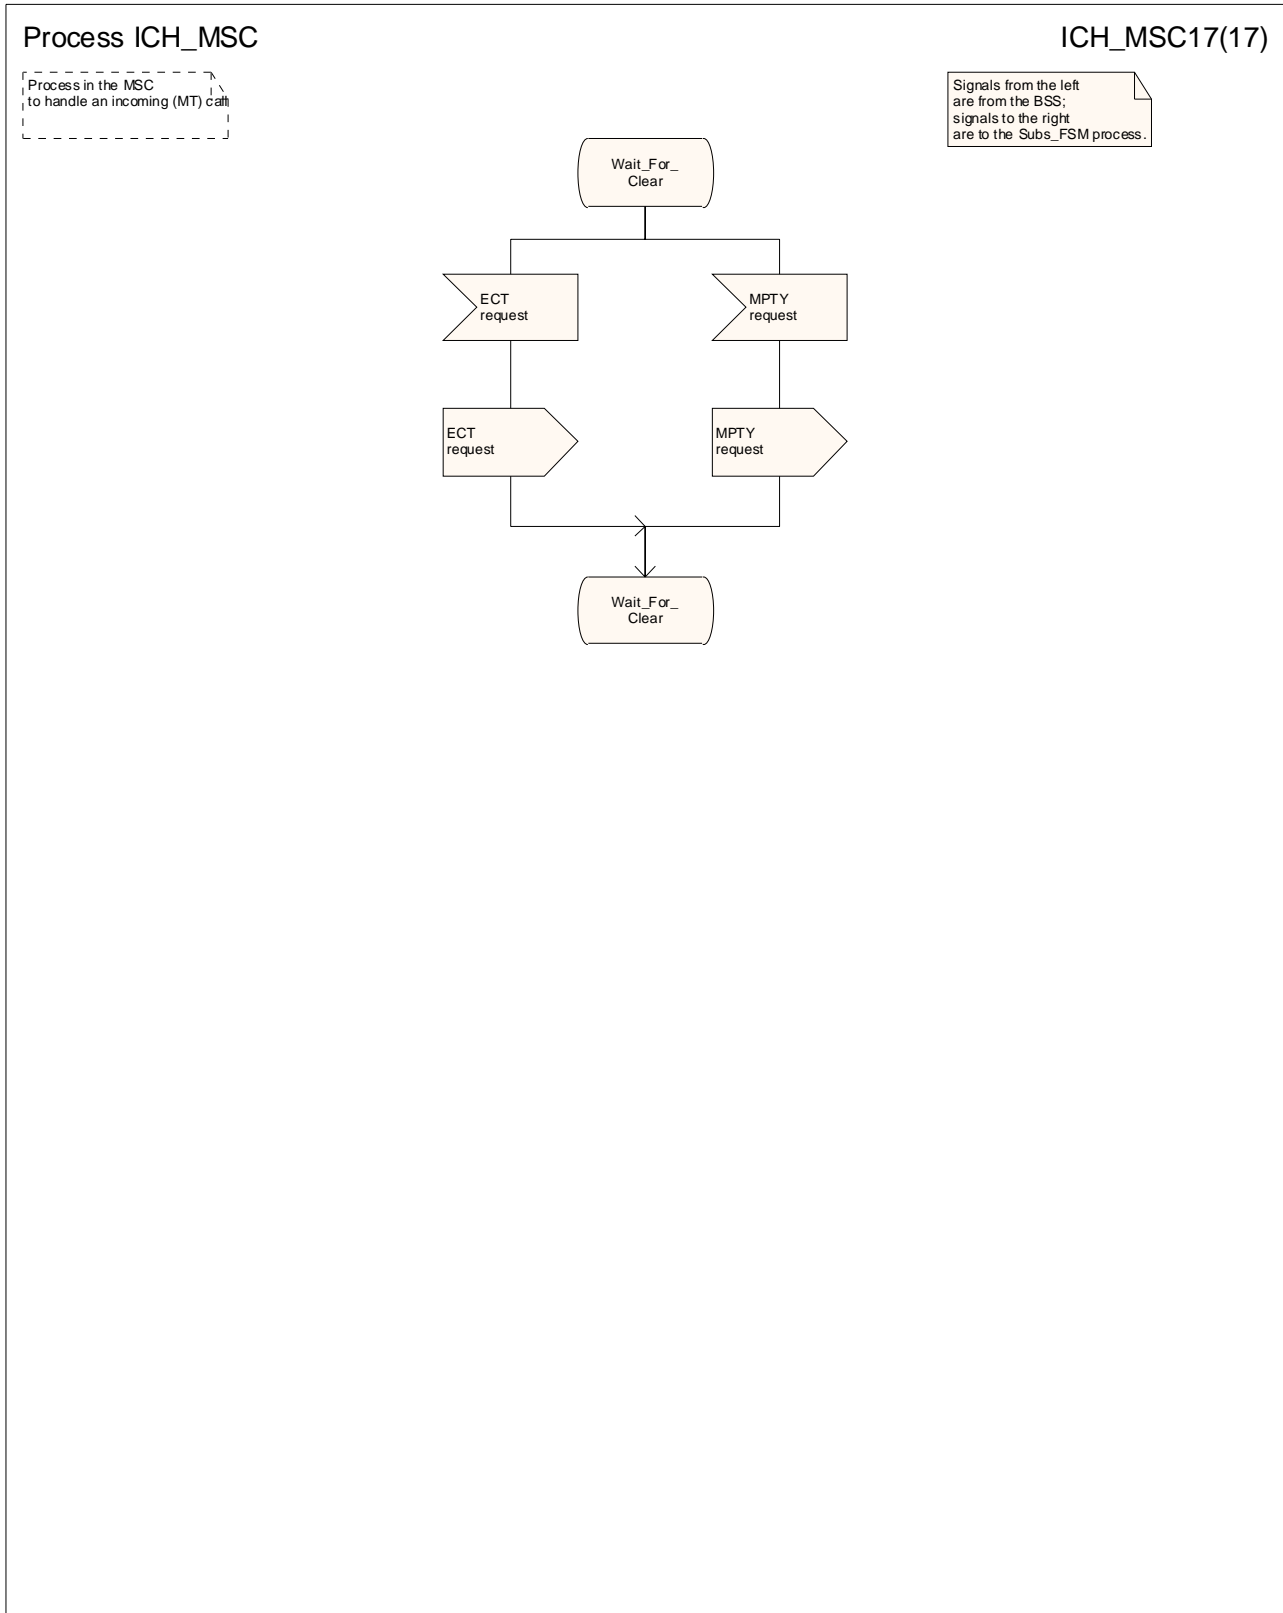 Process ICH_MSC
ICH_MSC17(17)
Process in the MSC
to handle an incoming (MT) call
Signals from the left
are from the BSS;
signals to the right
are to the Subs_FSM process.
Wait_For_
Clear
ECT
request
MPTY
request
ECT
request
MPTY
request
Wait_For_
Clear